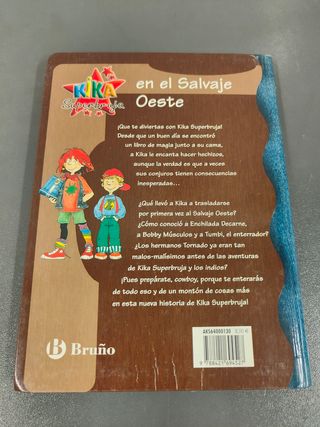 KiKA
Superbruja
en el Salvaje
Oeste
¡Que te diviertas con Kika Superbruja!
Desde que un buen día se encontró
un libro de magia junto a su cama,
a Kika le encanta hacer hechizos,
aunque la verdad es que a veces
sus conjuros tienen consecuencias
inesperadas...
¿Qué llevó a Kika a trasladarse
por primera vez al Salvaje Oeste?
¿Cómo conoció a Enchilada Decarne,
a Bobby Músculos y a Tumbi, el enterrador?
¿Los hermanos Tornado ya eran tan
malos-malísimos antes de las aventuras
de Kika Superbruja y los indios?
¡Pues prepárate, cowboy, porque te enterarás
de todo eso y de un montón de cosas más
en esta nueva historia de Kika Superbruja!
B Bruño
AK564000130
9 788421 694527